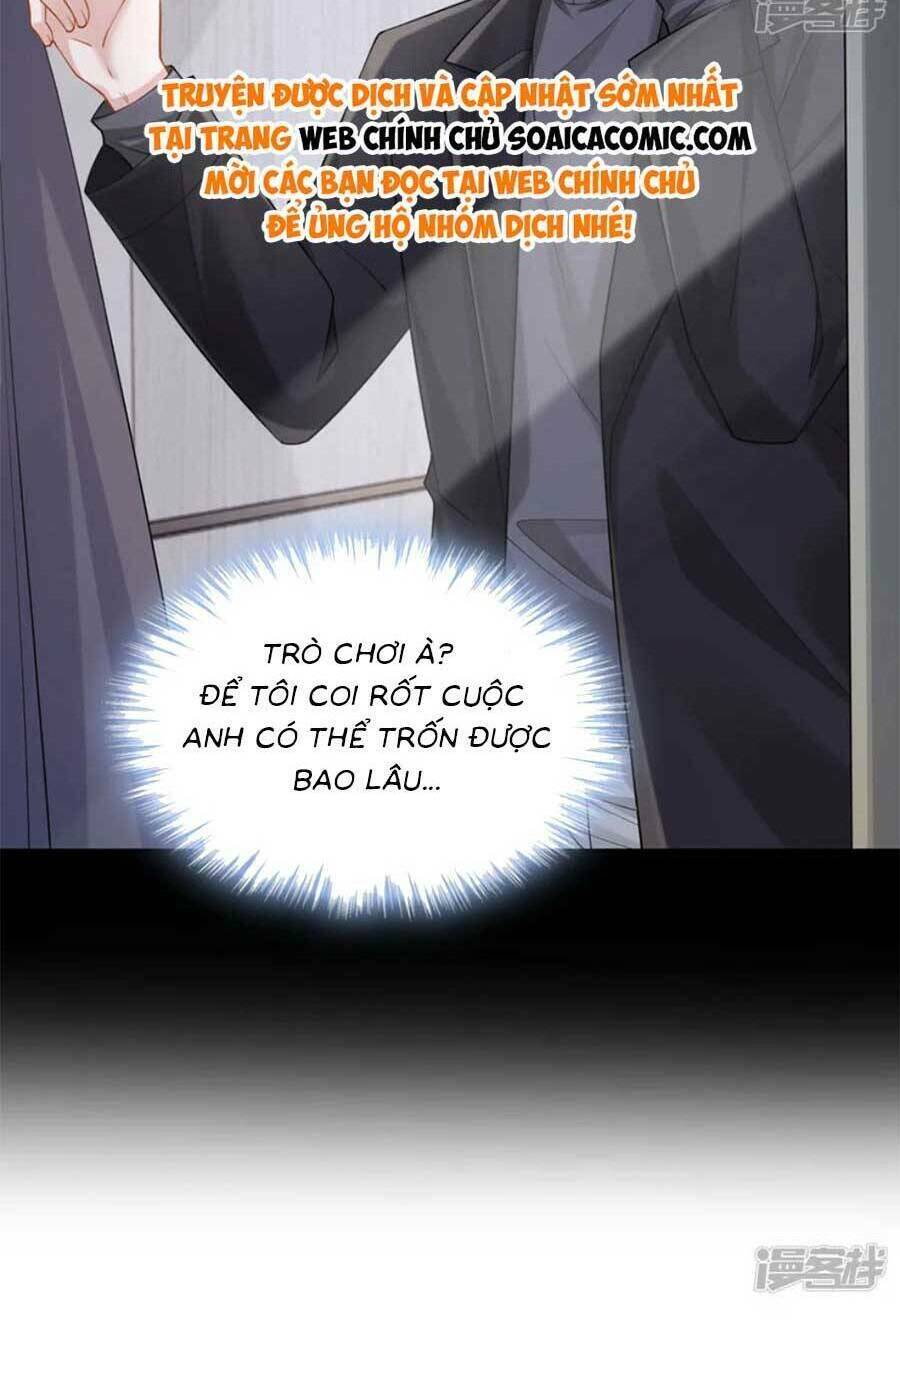 漫客栈
TRUYỆN ĐƯỢC DỊCH VÀ CẬP NHẬT SỚM NHẤT
TẠI TRANG WEB CHÍNH CHỦ SOAICACOMIC.COM
MỜI CÁC BẠN ĐỌC TẠI WEB CHÍNH CHỦ
ĐỂ ỦNG HỘ NHÓM DỊCH NHÉ!
TRÒ CHƠI À?
ĐỂ TÔI COI RỐT CUỘC
ANH CÓ THỂ TRỐN ĐƯỢC
BAO LÂU...
漫客栈